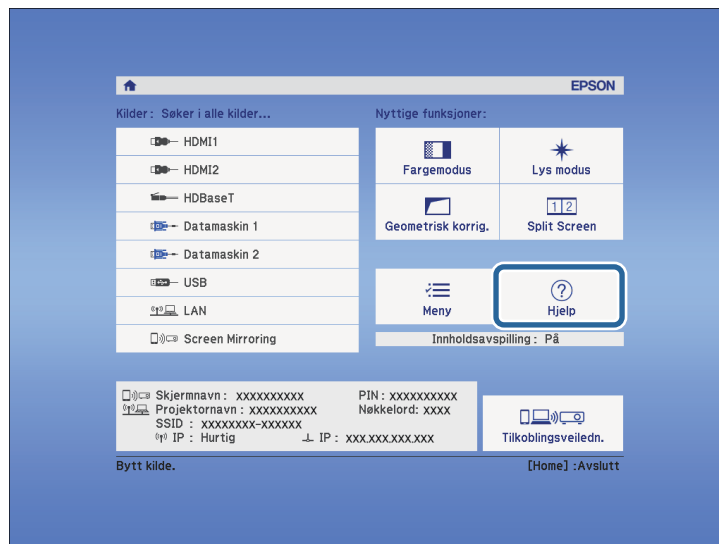 EPSON
Kilder : Søker i alle kilder...
HDMI1
HDMI2
HDBaseT
Datamaskin 1
Datamaskin 2
USB
LAN
Screen Mirroring
Nyttige funksjoner:
Fargemodus
Lys modus
Geometrisk korrig.
1 2
Split Screen
Meny
? Hjelp
Innholdsavspilling : På
Skjermnavn : xxxxxxxxxx PIN : xxxxxxxxxx
Projektornavn : xxxxxxxxxx Nøkkelord: xxxx
SSID : xxxxxxxx-xxxxxx
IP : Hurtig IP : xxx.xxx.xxx.xxx
Tilkoblingsveiledn.
Bytt kilde. [Home] :Avslutt